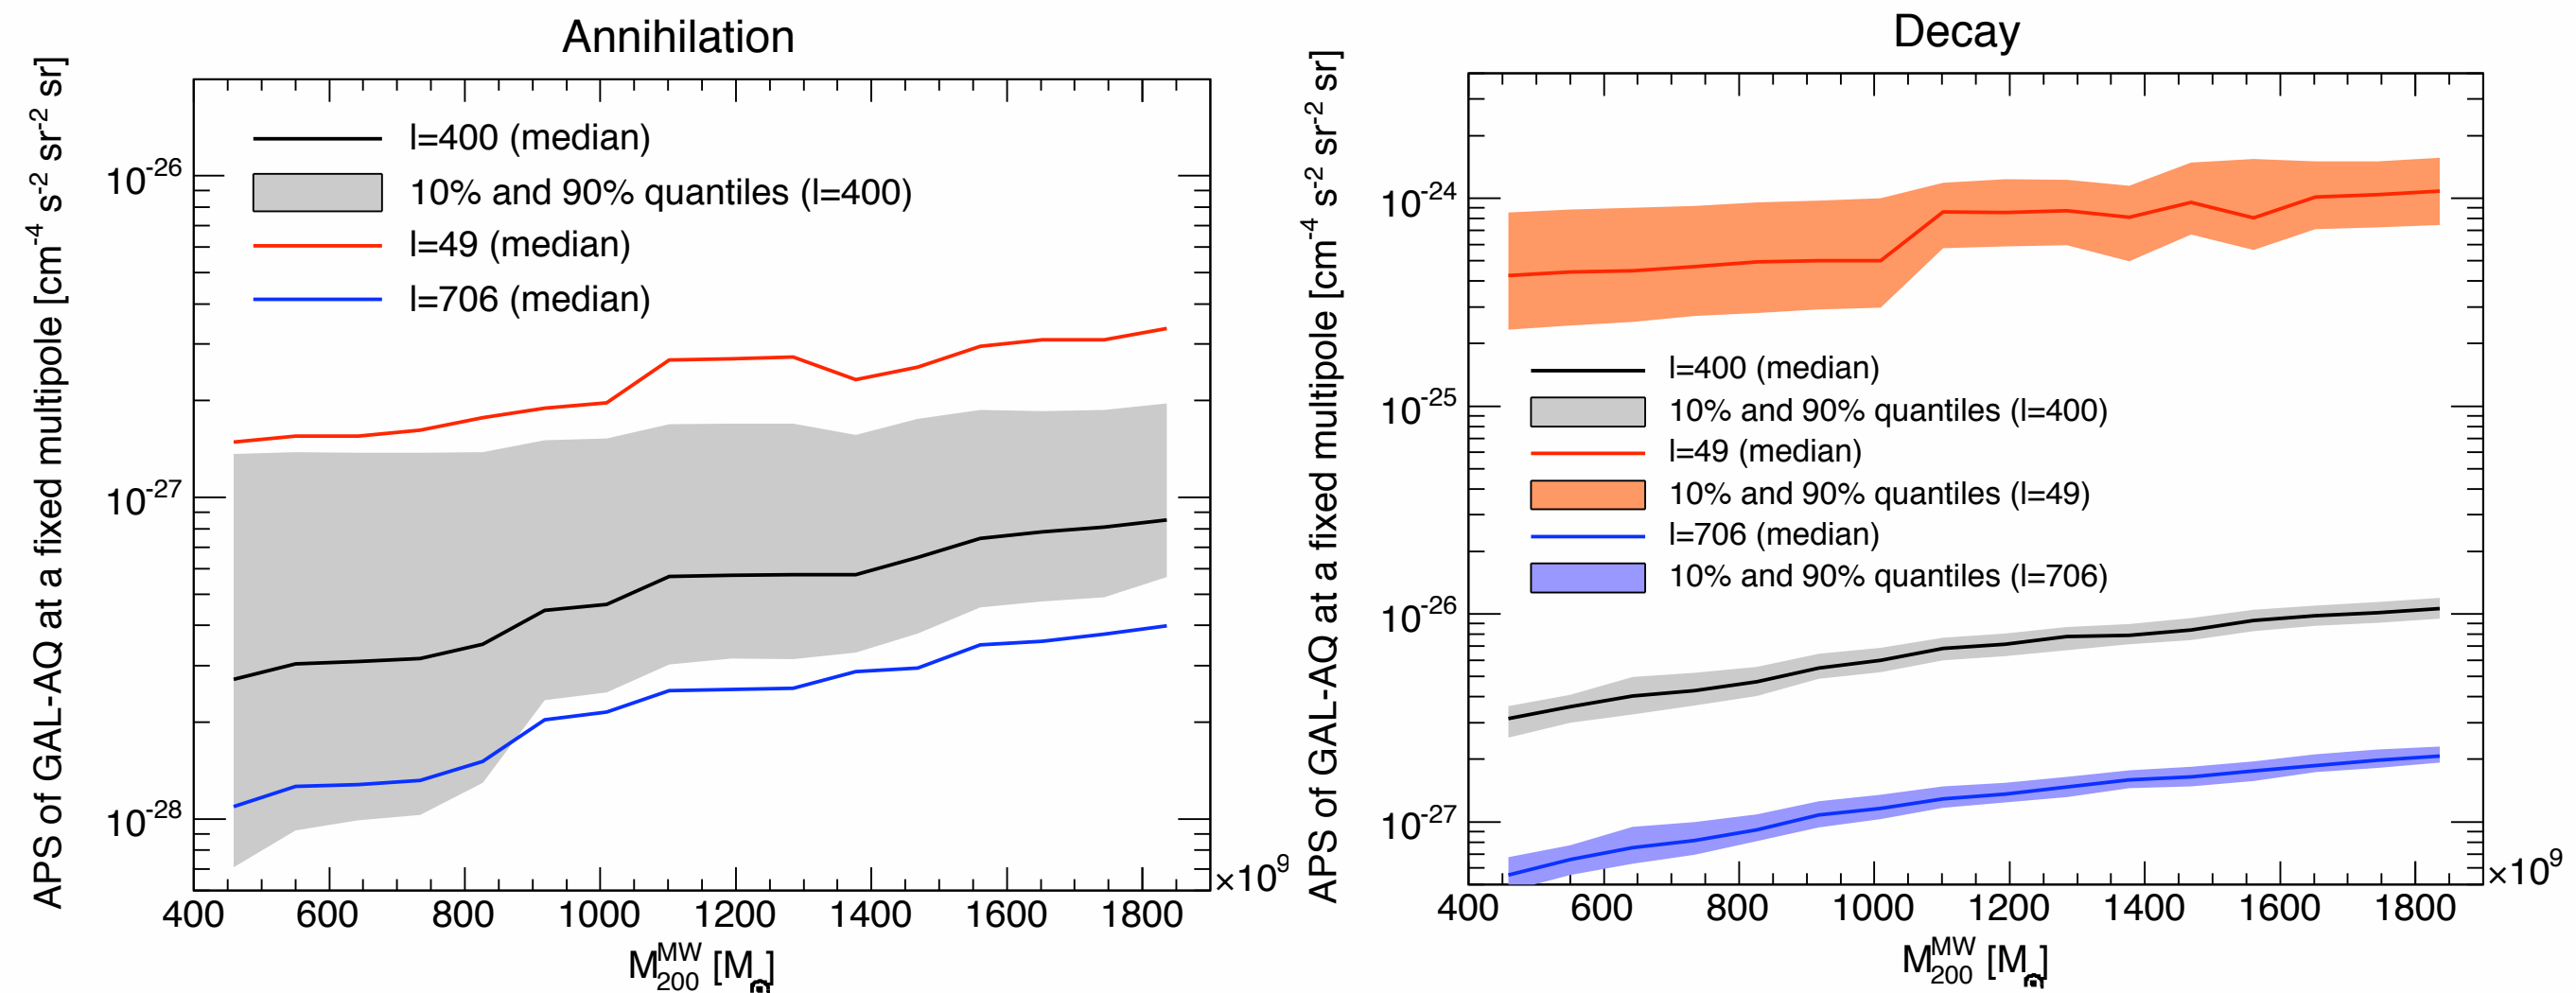 Annihilation
APS of GAL-AQ at a fixed multipole [cm⁻⁴ s⁻² sr⁻² sr]
10⁻²⁶
10⁻²⁷
10⁻²⁸
l=400 (median)
10% and 90% quantiles (l=400)
l=49 (median)
l=706 (median)
400 600 800 1000 1200 1400 1600 1800
×10⁹
M₂₀₀ᴹᵂ [M☉]
Decay
APS of GAL-AQ at a fixed multipole [cm⁻⁴ s⁻² sr⁻² sr]
10⁻²⁴
10⁻²⁵
10⁻²⁶
10⁻²⁷
l=400 (median)
10% and 90% quantiles (l=400)
l=49 (median)
10% and 90% quantiles (l=49)
l=706 (median)
10% and 90% quantiles (l=706)
400 600 800 1000 1200 1400 1600 1800
×10⁹
M₂₀₀ᴹᵂ [M☉]